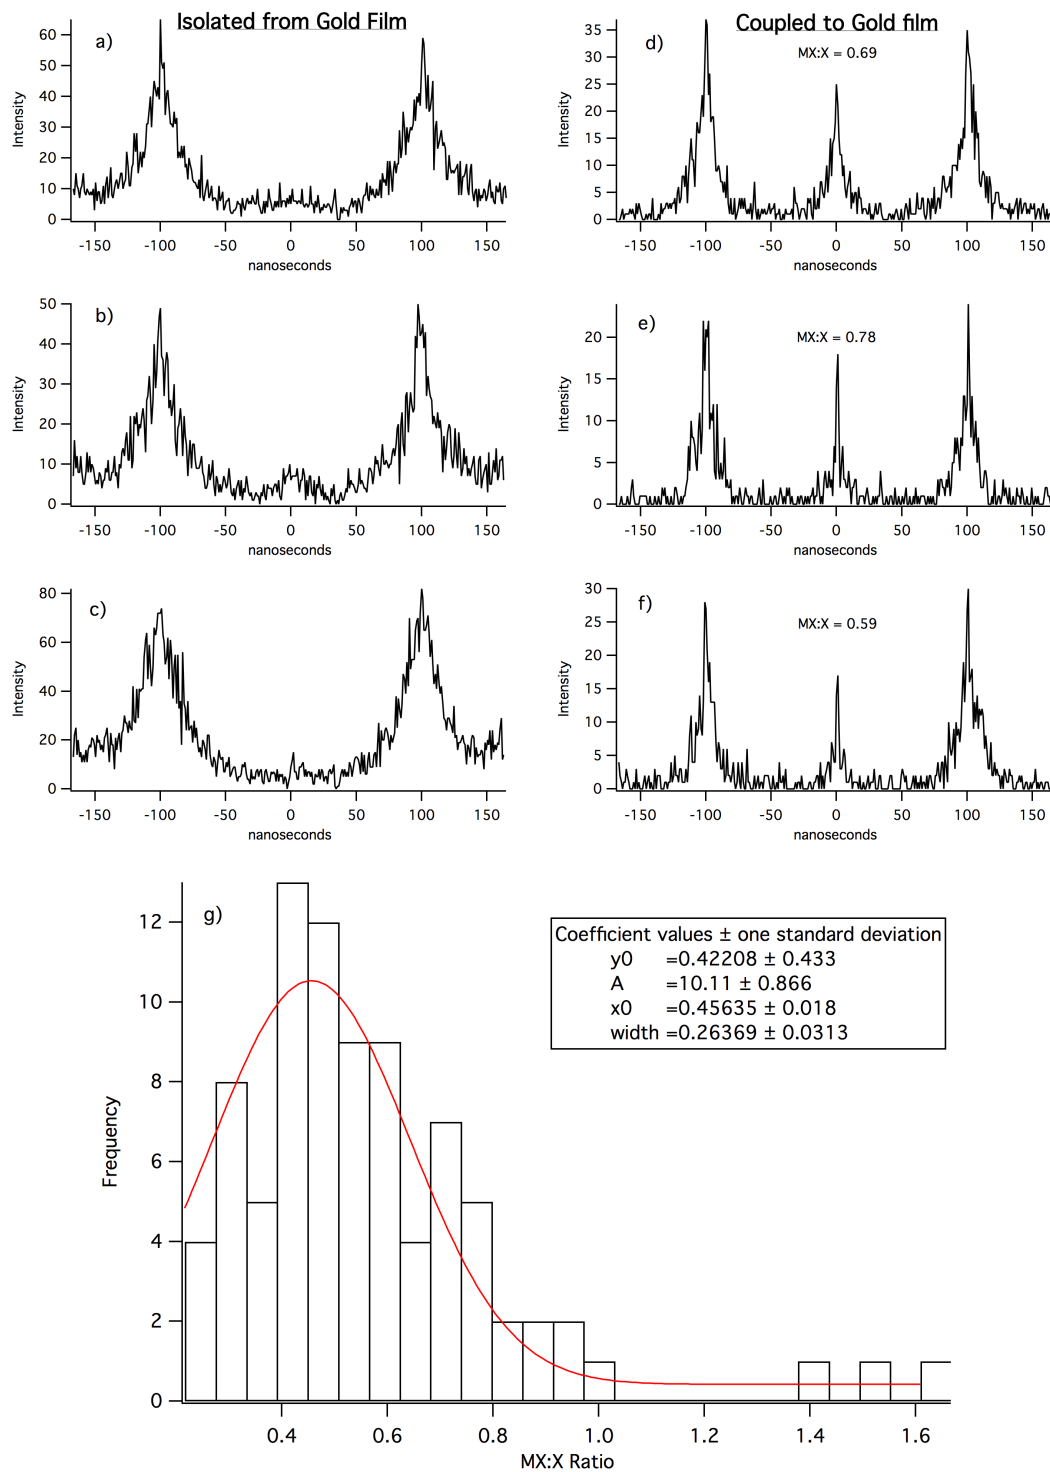 Isolated from Gold Film
Coupled to Gold film
a)
60
50
40
30
20
10
0
Intensity
-150 -100 -50 0 50 100 150
nanoseconds
d)
MX:X = 0.69
35
30
25
20
15
10
5
0
Intensity
-150 -100 -50 0 50 100 150
nanoseconds
b)
50
40
30
20
10
0
Intensity
-150 -100 -50 0 50 100 150
nanoseconds
e)
MX:X = 0.78
20
15
10
5
0
Intensity
-150 -100 -50 0 50 100 150
nanoseconds
c)
80
60
40
20
0
Intensity
-150 -100 -50 0 50 100 150
nanoseconds
f)
MX:X = 0.59
30
25
20
15
10
5
0
Intensity
-150 -100 -50 0 50 100 150
nanoseconds
g)
12
10
8
6
4
2
0
Frequency
0.4 0.6 0.8 1.0 1.2 1.4 1.6
MX:X Ratio
Coefficient values ± one standard deviation
y0 =0.42208 ± 0.433
A =10.11 ± 0.866
x0 =0.45635 ± 0.018
width =0.26369 ± 0.0313